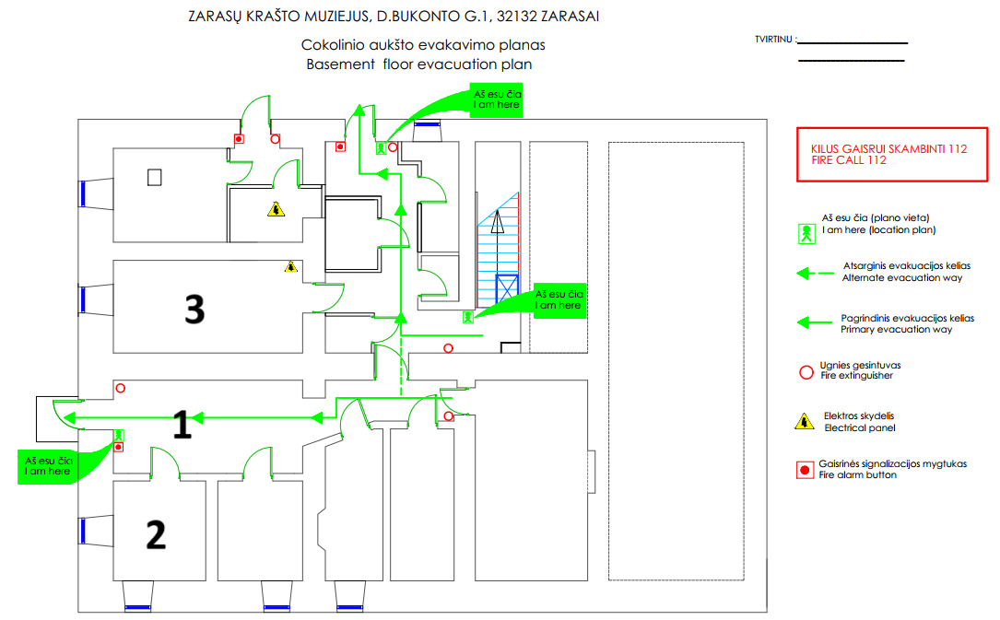 ZARASŲ KRAŠTO MUZIEJUS, D.BUKONTO G.1, 32132 ZARASAI
Cokolinio aukšto evakavimo planas
Basement floor evacuation plan
TVIRTINU :
Aš esu čia
I am here
KILUS GAISRUI SKAMBINTI 112
FIRE CALL 112
Aš esu čia (plano vieta)
I am here (location plan)
Atsarginis evakuacijos kelias
Alternate evacuation way
3
Aš esu čia
I am here
Pagrindinis evakuacijos kelias
Primary evacuation way
Ugnies gesintuvas
Fire extinguisher
1
Elektros skydelis
Electrical panel
Aš esu čia
I am here
Gaisrinės signalizacijos mygtukas
Fire alarm button
2